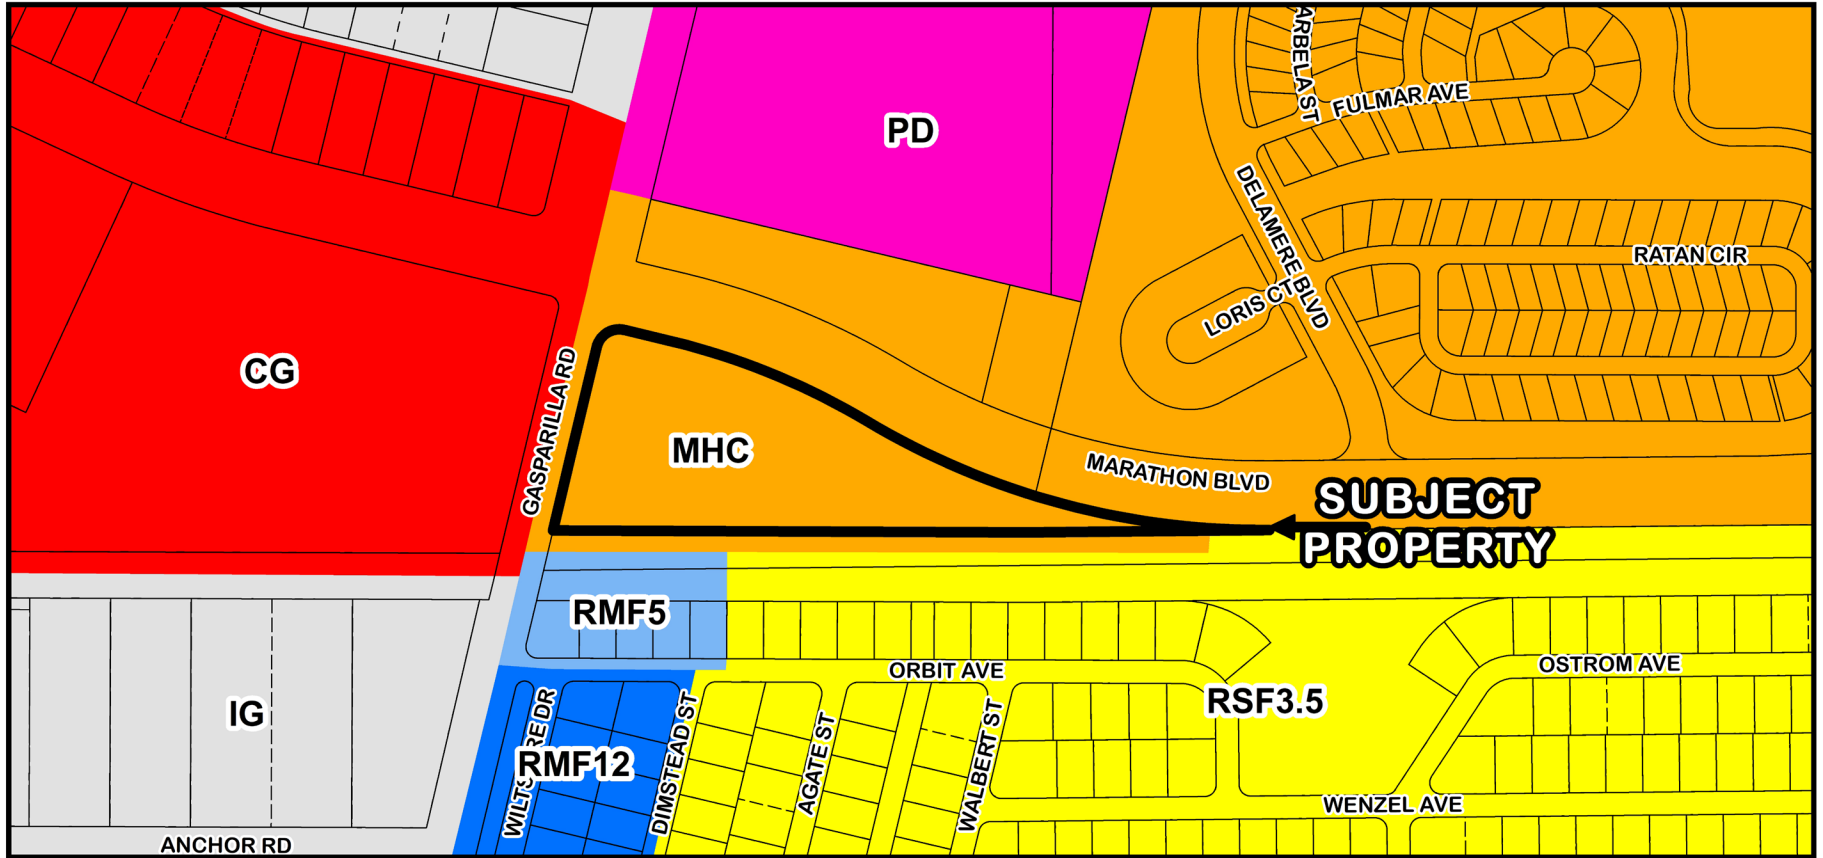 ARBELA ST
FULMAR AVE
PD
DELAMERE BLVD
RATAN CIR
LORIS CT
CG
GASPARILLA RD
MHC
MARATHON BLVD
SUBJECT
PROPERTY
RMF5
ORBIT AVE
OSTROM AVE
RSF3.5
IG
RMF12
DIMSTEAD ST
AGATE ST
WALBERT ST
WENZEL AVE
ANCHOR RD